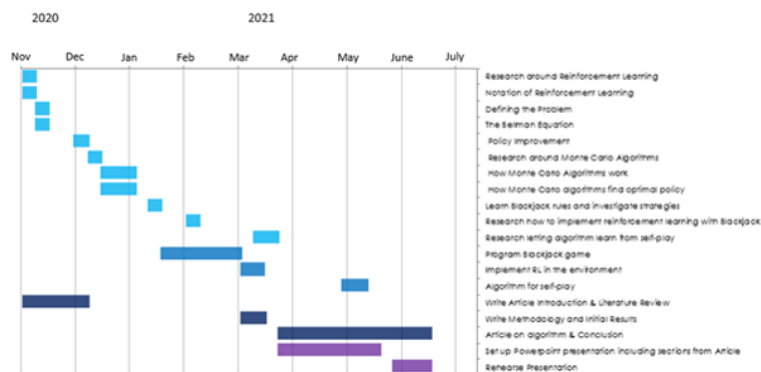 2020 2021
Nov Dec Jan Feb Mar Apr May June July
Research around Reinforcement Learning
Notation of Reinforcement Learning
Defining the Problem
The Belman Equation
Policy Improvement
Research around Monte Carlo Algorithms
How Monte Carlo Algorithms work
How Monte Carlo algorithms find optimal policy
Learn Blackjack rules and investigate strategies
Research how to implement reinforcement learning with Blackjack
Research letting algorithm learn from self-play
Program Blackjack game
Implement RL in the environment
Algorithm for self-play
Write Article Introduction & Literature Review
Write Methodology and Initial Results
Article on algorithm & Conclusion
Set up Powerpoint presentation including sections from Article
Rehearse Presentation